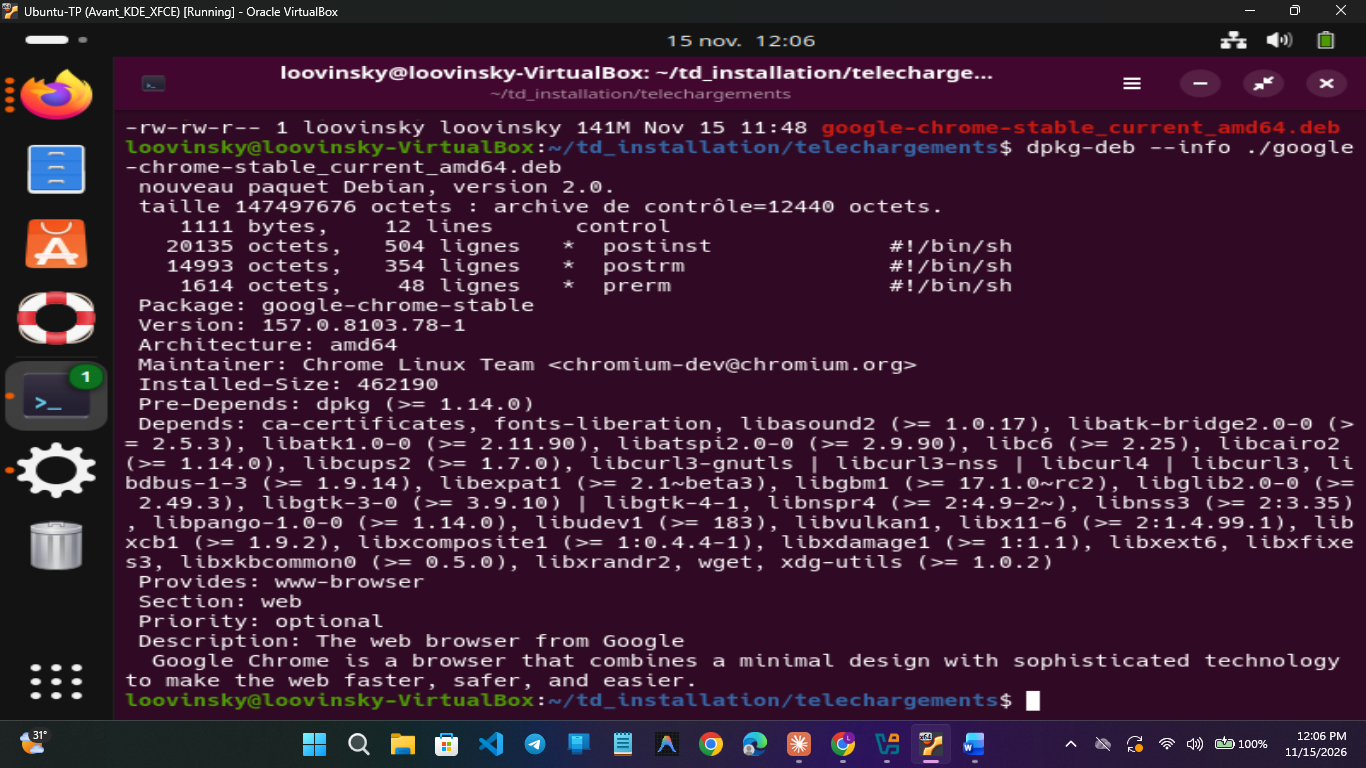 Ubuntu-TP (Avant_KDE_XFCE) [Running] - Oracle VirtualBox
15 nov. 12:06
loovinsky@loovinsky-VirtualBox: ~/td_installation/telecharge...
~/td_installation/telechargements
-rw-rw-r-- 1 loovinsky loovinsky 141M Nov 15 11:48 google-chrome-stable_current_amd64.deb
loovinsky@loovinsky-VirtualBox:~/td_installation/telechargements$ dpkg-deb --info ./google
-chrome-stable_current_amd64.deb
nouveau paquet Debian, version 2.0.
taille 147497676 octets : archive de contrôle=12440 octets.
1111 bytes, 12 lines control
20135 octets, 504 lignes * postinst #!/bin/sh
14993 octets, 354 lignes * postrm #!/bin/sh
1614 octets, 48 lignes * prerm #!/bin/sh
Package: google-chrome-stable
Version: 157.0.8103.78-1
Architecture: amd64
Maintainer: Chrome Linux Team <chromium-dev@chromium.org>
Installed-Size: 462190
Pre-Depends: dpkg (>= 1.14.0)
Depends: ca-certificates, fonts-liberation, libasound2 (>= 1.0.17), libatk-bridge2.0-0 (>
= 2.5.3), libatk1.0-0 (>= 2.11.90), libatspi2.0-0 (>= 2.9.90), libc6 (>= 2.25), libcairo2
(>= 1.14.0), libcups2 (>= 1.7.0), libcurl3-gnutls | libcurl3-nss | libcurl4 | libcurl3, li
bdbus-1-3 (>= 1.9.14), libexpat1 (>= 2.1~beta3), libgbm1 (>= 17.1.0~rc2), libglib2.0-0 (>=
2.49.3), libgtk-3-0 (>= 3.9.10) | libgtk-4-1, libnspr4 (>= 2:4.9-2~), libnss3 (>= 2:3.35)
, libpango-1.0-0 (>= 1.14.0), libudev1 (>= 183), libvulkan1, libx11-6 (>= 2:1.4.99.1), lib
xcb1 (>= 1.9.2), libxcomposite1 (>= 1:0.4.4-1), libxdamage1 (>= 1:1.1), libxext6, libxfixe
s3, libxkbcommon0 (>= 0.5.0), libxrandr2, wget, xdg-utils (>= 1.0.2)
Provides: www-browser
Section: web
Priority: optional
Description: The web browser from Google
Google Chrome is a browser that combines a minimal design with sophisticated technology
to make the web faster, safer, and easier.
loovinsky@loovinsky-VirtualBox:~/td_installation/telechargements$
1
>_
31°
100%
12:06 PM
11/15/2026